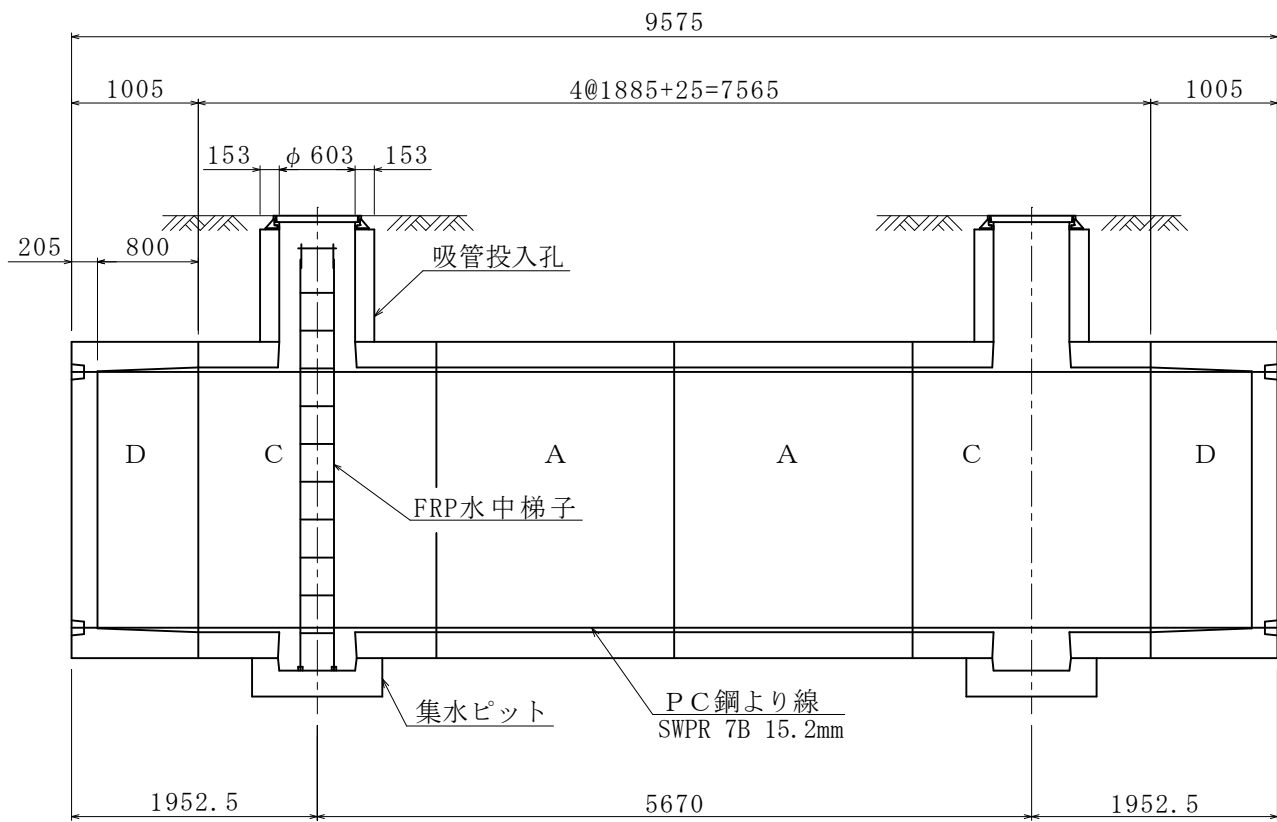 9575
1005
4@1885+25=7565
1005
153
φ603
153
205
800
吸管投入孔
D
C
A
A
C
D
FRP水中梯子
集水ピット
PC鋼より線
SWPR 7B 15.2mm
1952.5
5670
1952.5